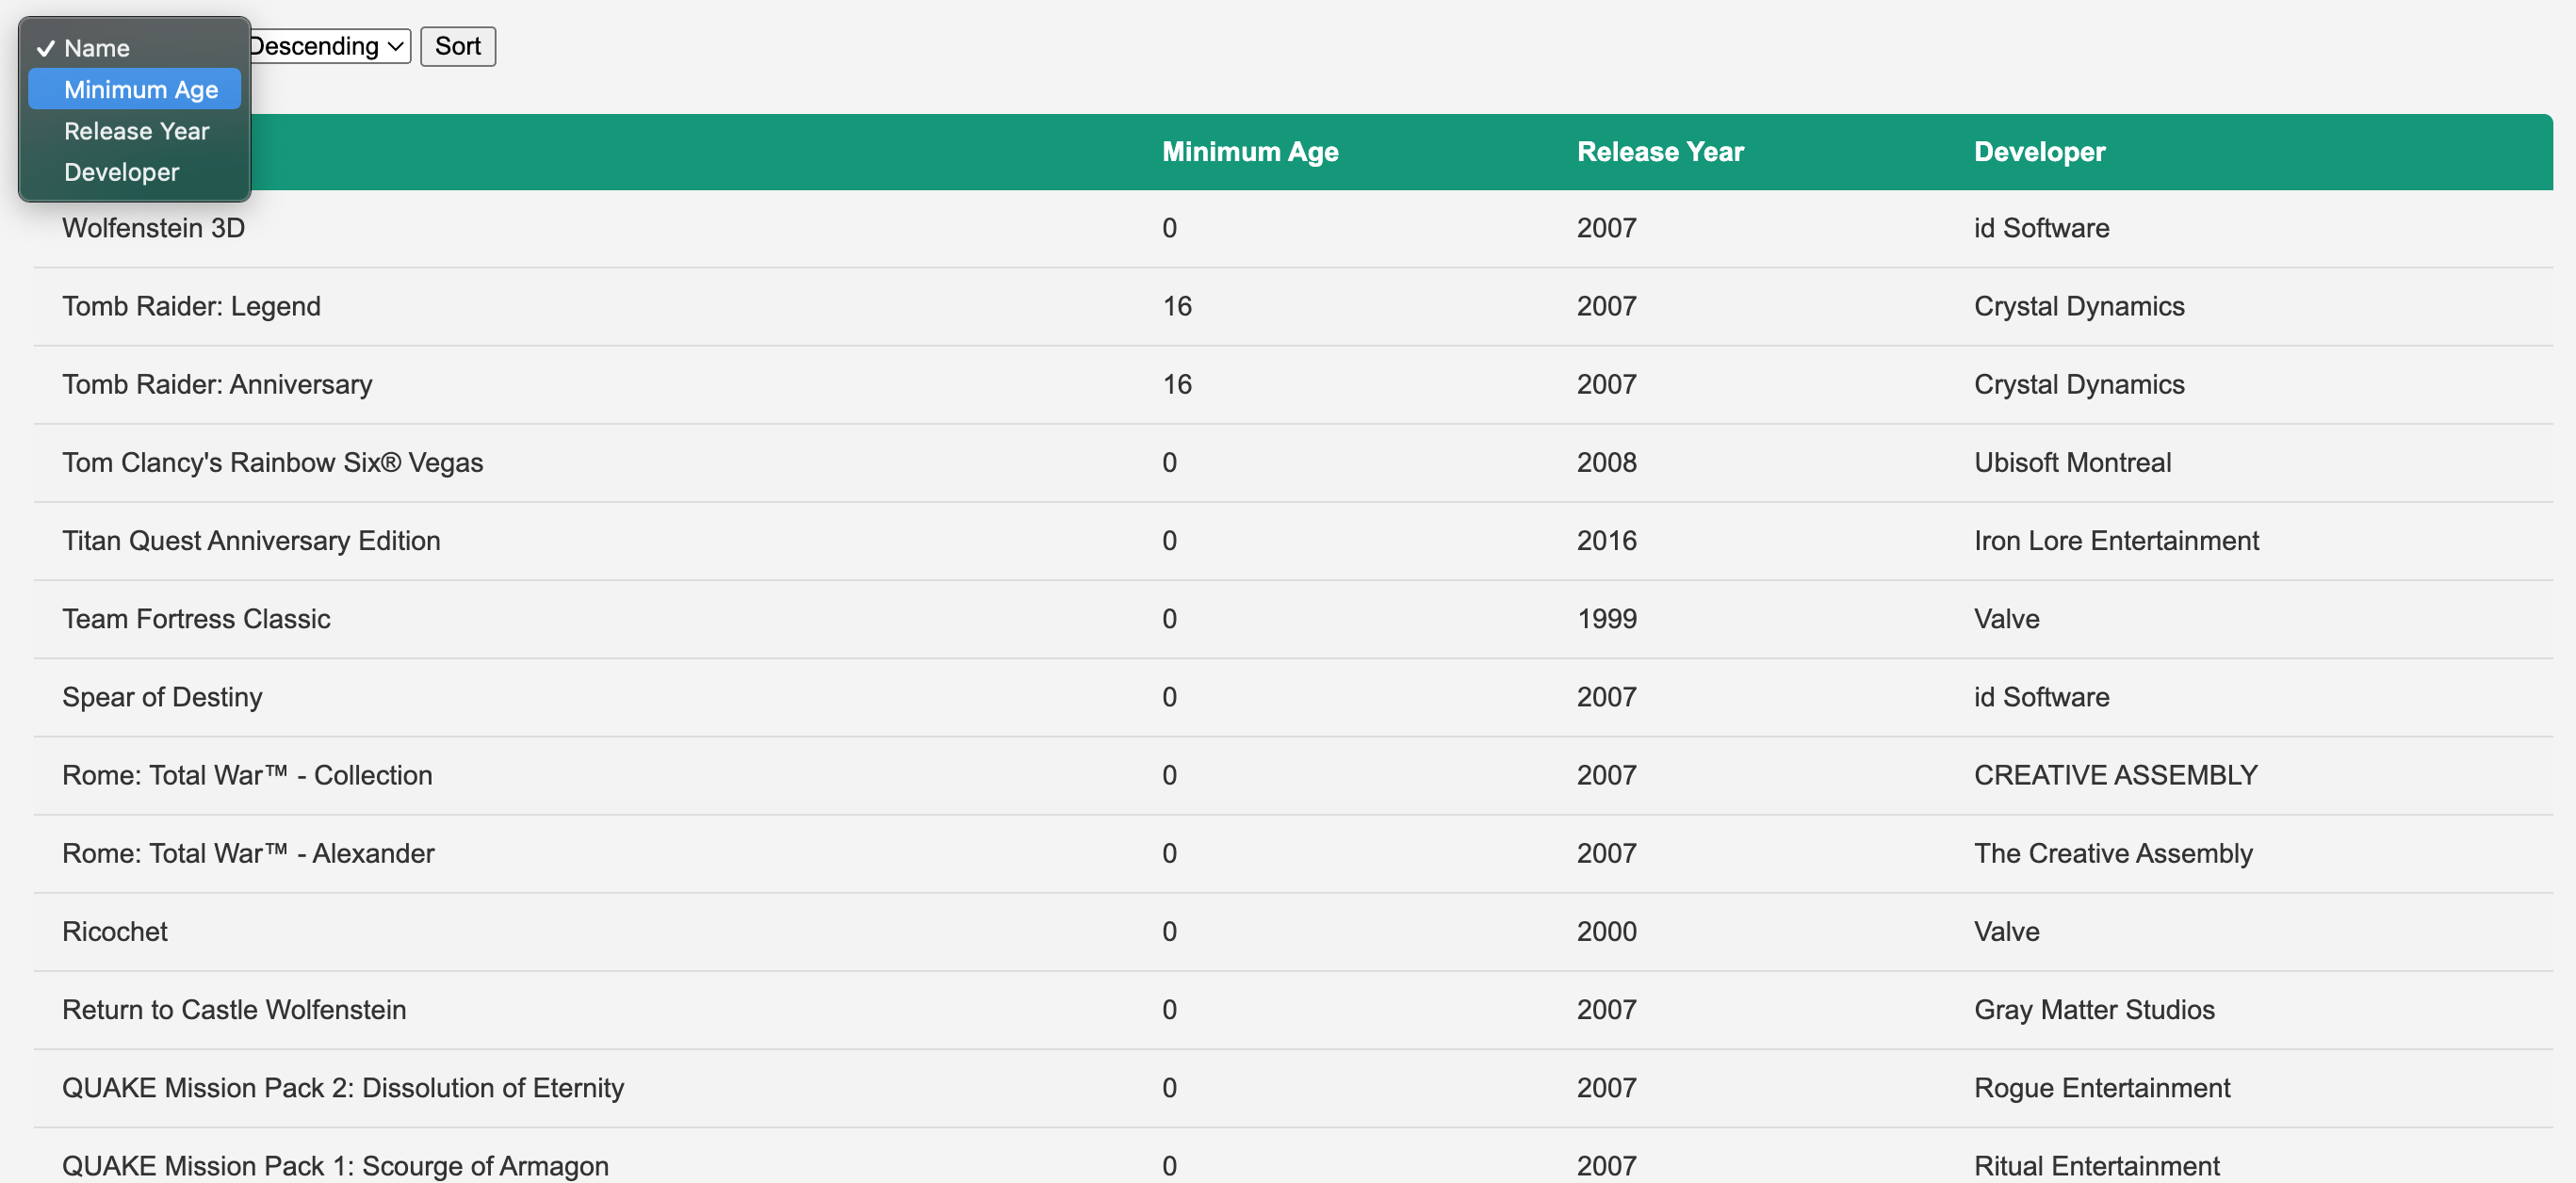 ✓ Name
Minimum Age
Release Year
Developer
Descending
Sort
Minimum Age Release Year Developer
Wolfenstein 3D 0 2007 id Software
Tomb Raider: Legend 16 2007 Crystal Dynamics
Tomb Raider: Anniversary 16 2007 Crystal Dynamics
Tom Clancy's Rainbow Six® Vegas 0 2008 Ubisoft Montreal
Titan Quest Anniversary Edition 0 2016 Iron Lore Entertainment
Team Fortress Classic 0 1999 Valve
Spear of Destiny 0 2007 id Software
Rome: Total War™ - Collection 0 2007 CREATIVE ASSEMBLY
Rome: Total War™ - Alexander 0 2007 The Creative Assembly
Ricochet 0 2000 Valve
Return to Castle Wolfenstein 0 2007 Gray Matter Studios
QUAKE Mission Pack 2: Dissolution of Eternity 0 2007 Rogue Entertainment
QUAKE Mission Pack 1: Scourge of Armagon 0 2007 Ritual Entertainment